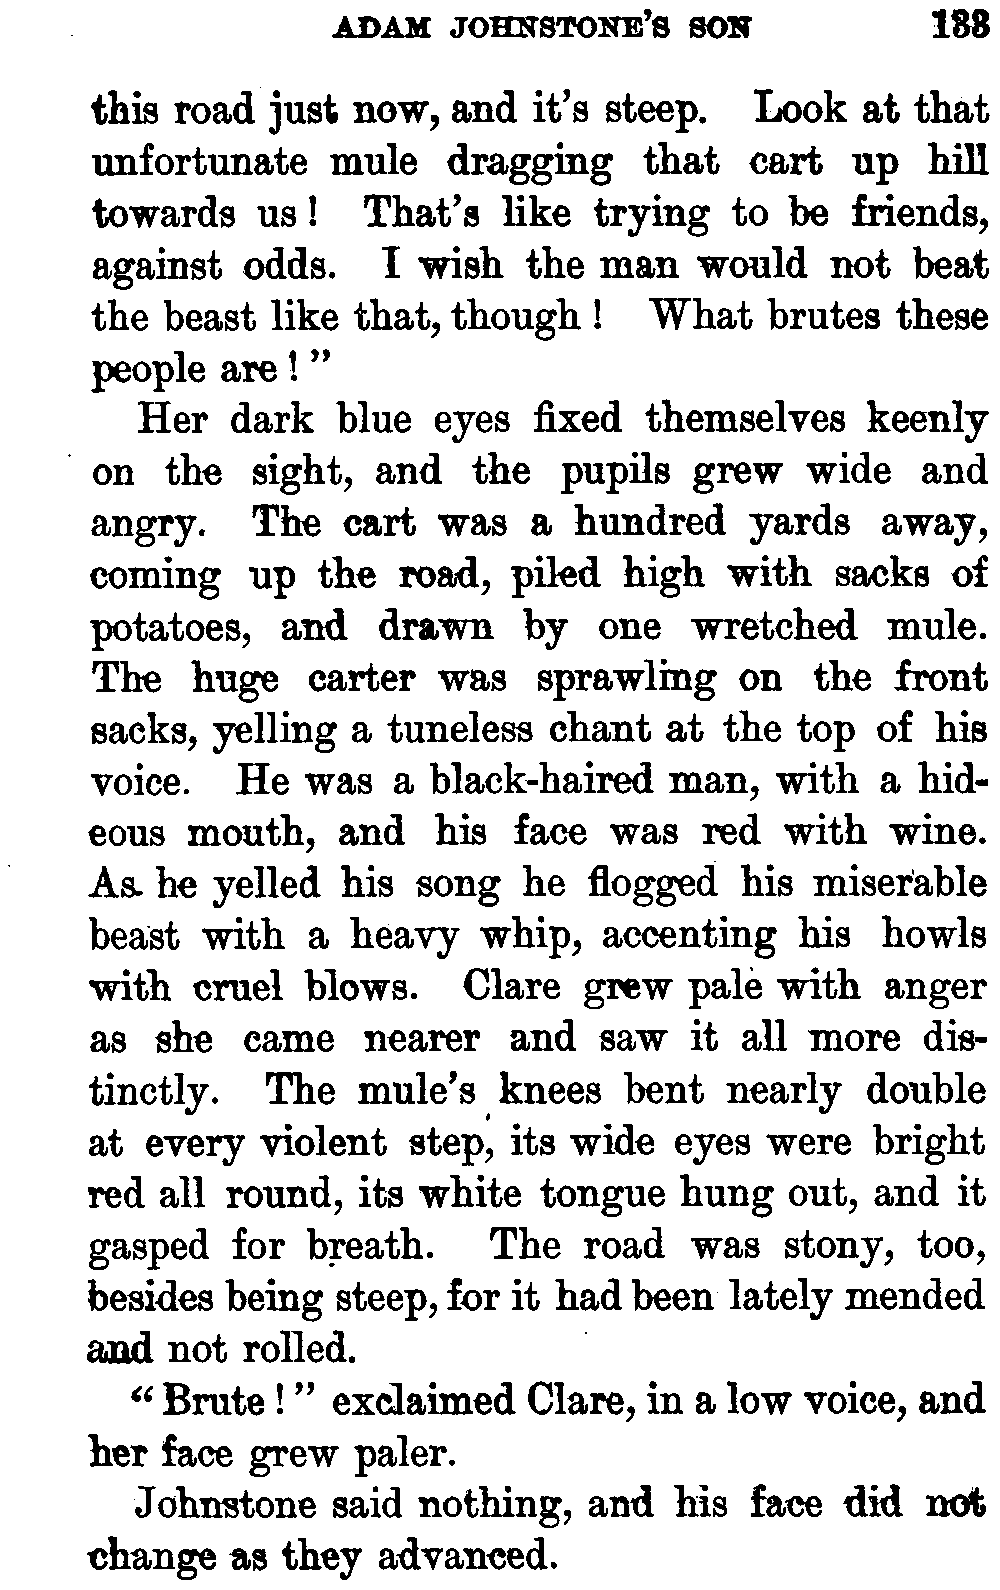 ADAM JOHNSTONE'S SON 133
this road just now, and it's steep. Look at that
unfortunate mule dragging that cart up hill
towards us! That's like trying to be friends,
against odds. I wish the man would not beat
the beast like that, though! What brutes these
people are!"
Her dark blue eyes fixed themselves keenly
on the sight, and the pupils grew wide and
angry. The cart was a hundred yards away,
coming up the road, piled high with sacks of
potatoes, and drawn by one wretched mule.
The huge carter was sprawling on the front
sacks, yelling a tuneless chant at the top of his
voice. He was a black-haired man, with a hid-
eous mouth, and his face was red with wine.
As he yelled his song he flogged his miserable
beast with a heavy whip, accenting his howls
with cruel blows. Clare grew pale with anger
as she came nearer and saw it all more dis-
tinctly. The mule's knees bent nearly double
at every violent step, its wide eyes were bright
red all round, its white tongue hung out, and it
gasped for breath. The road was stony, too,
besides being steep, for it had been lately mended
and not rolled.
"Brute!" exclaimed Clare, in a low voice, and
her face grew paler.
Johnstone said nothing, and his face did not
change as they advanced.